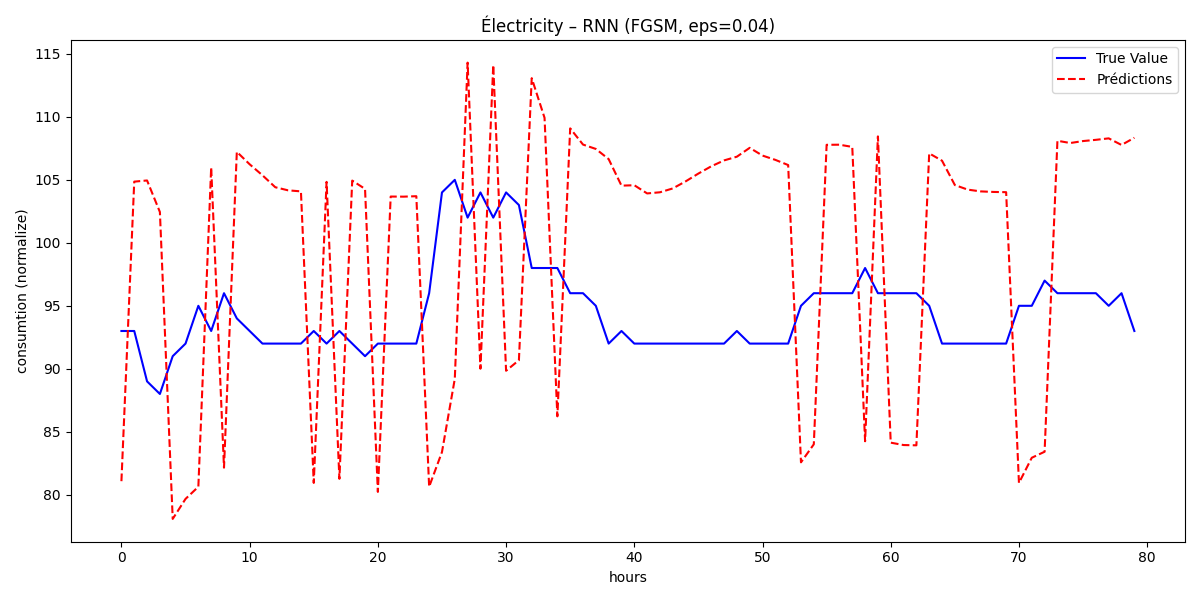 Électricity – RNN (FGSM, eps=0.04)
True Value
Prédictions
consumtion (normalize)
115
110
105
100
95
90
85
80
0 10 20 30 40 50 60 70 80
hours